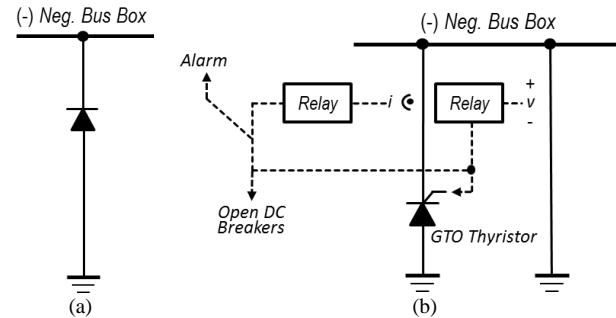 (-) Neg. Bus Box
(a)
(-) Neg. Bus Box
Alarm
Relay
i
Relay
+
v
-
Open DC
Breakers
GTO Thyristor
(b)